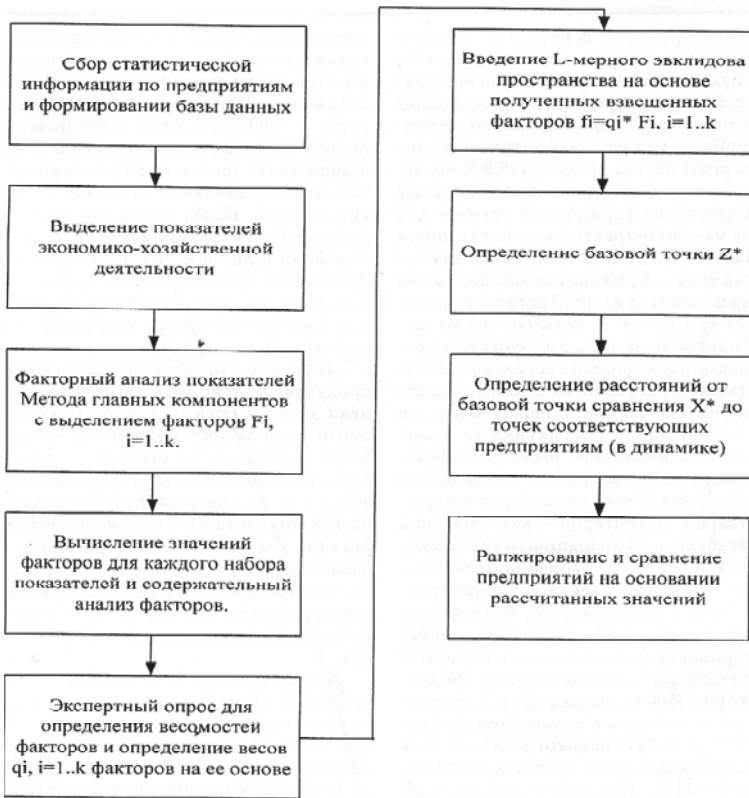 Сбор статистической
информации по предприятиям
и формировании базы данных
Выделение показателей
экономико-хозяйственной
деятельности
Факторный анализ показателей
Метода главных компонентов
с выделением факторов Fi,
i=1..k
Вычисление значений
факторов для каждого набора
показателей и содержательный
анализ факторов.
Экспертный опрос для
определения весомостей
факторов и определение весов
qi, i=1..k факторов на ее основе
Введение L-мерного эвклидова
пространства на основе
полученных взвешенных
факторов fi=qi* Fi, i=1..k
Определение базовой точки Z*
Определение расстояний от
базовой точки сравнения X* до
точек соответствующих
предприятиям (в динамике)
Ранжирование и сравнение
предприятий на основании
рассчитанных значений